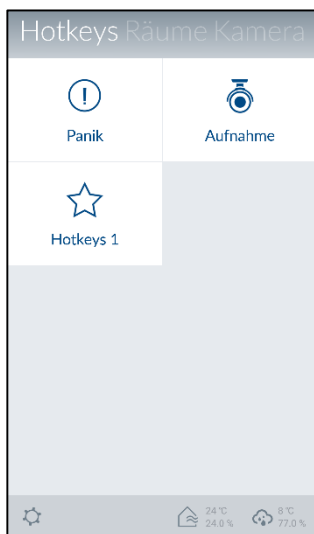 Hotkeys Räume Kamera
Panik
Aufnahme
Hotkeys 1
24 °C
24.0 %
8 °C
77.0 %